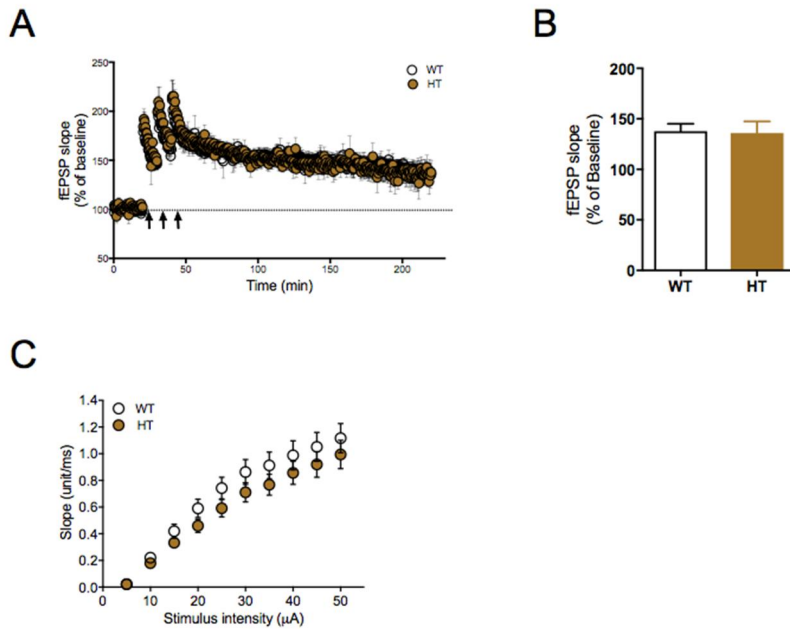 A
fEPSP slope
(% of baseline)
250
200
150
100
50
0
50
100
150
200
Time (min)
WT
HT
B
fEPSP slope
(% of Baseline)
200
150
100
50
0
WT
HT
C
Slope (unit/ms)
1.4
1.2
1.0
0.8
0.6
0.4
0.2
0.0
0
10
20
30
40
50
Stimulus intensity (μA)
WT
HT